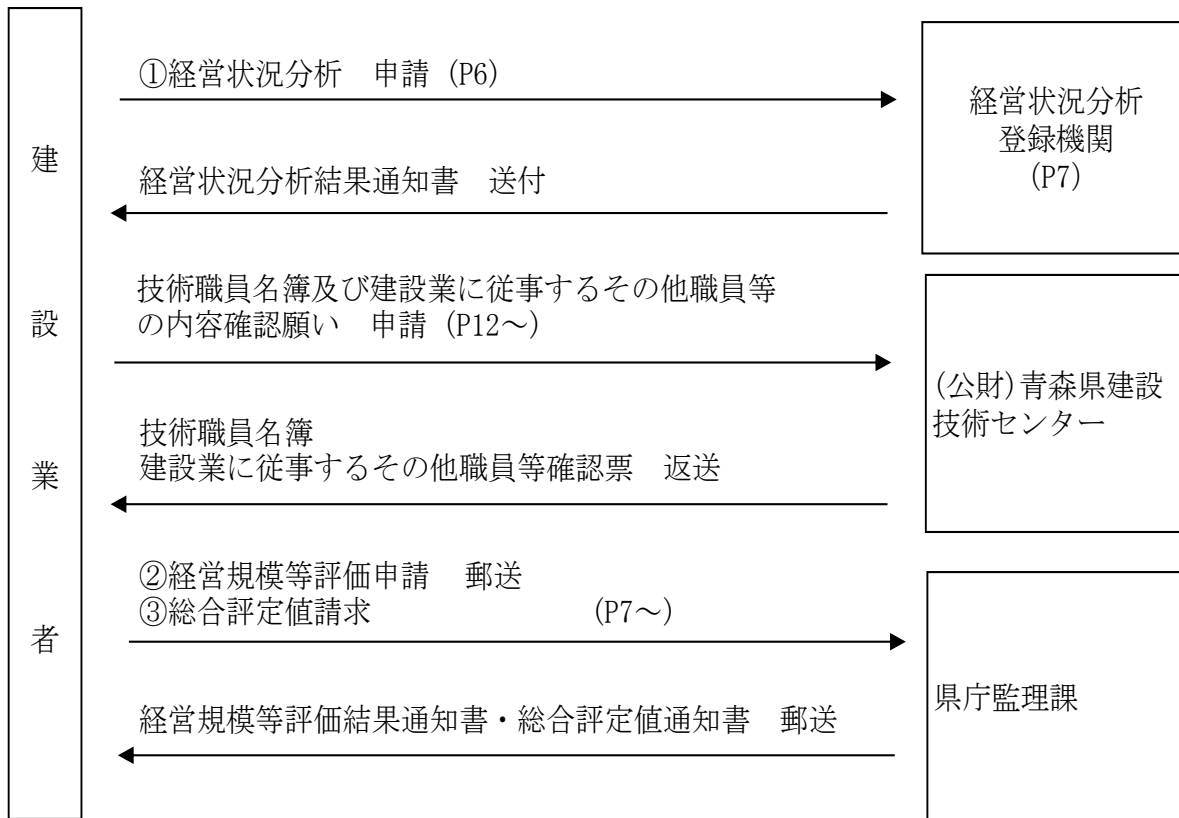 建
設
業
者
①経営状況分析　申請 (P6)
経営状況分析結果通知書　送付
経営状況分析
登録機関
(P7)
技術職員名簿及び建設業に従事するその他職員等
の内容確認願い　申請 (P12～)
技術職員名簿
建設業に従事するその他職員等確認票　返送
(公財)青森県建設
技術センター
②経営規模等評価申請　郵送
③総合評定値請求　　　　　　　　　(P7～)
経営規模等評価結果通知書・総合評定値通知書　郵送
県庁監理課